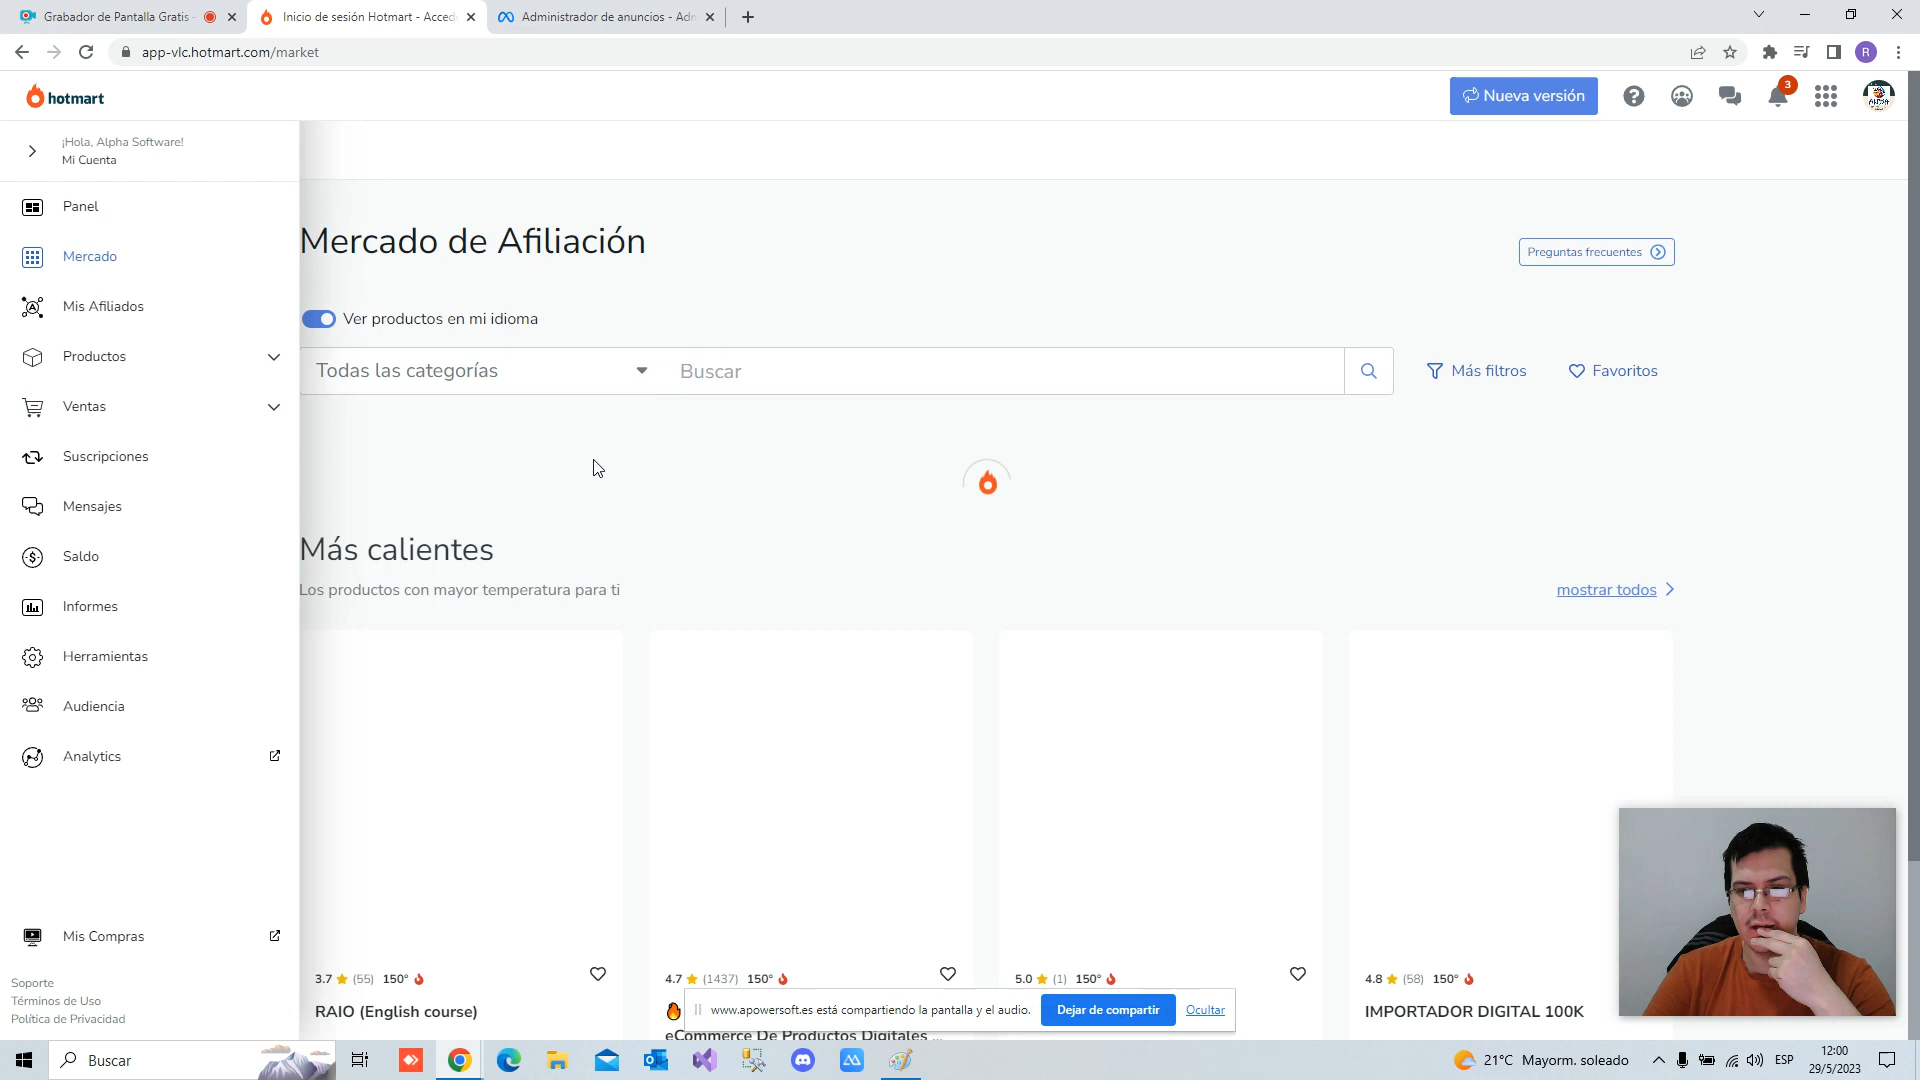 Grabador de Pantalla Gratis -
Inicio de sesión Hotmart - Acced
Administrador de anuncios - Adm
app-vlc.hotmart.com/market
R
hotmart
Nueva versión
3
¡Hola, Alpha Software!
Mi Cuenta
Panel
Mercado
Mis Afiliados
Productos
Ventas
Suscripciones
Mensajes
Saldo
Informes
Herramientas
Audiencia
Analytics
Mis Compras
Soporte
Términos de Uso
Política de Privacidad
Mercado de Afiliación
Preguntas frecuentes
Ver productos en mi idioma
Todas las categorías
Buscar
Más filtros
Favoritos
Más calientes
Los productos con mayor temperatura para ti
mostrar todos
3.7 (55) 150°
RAIO (English course)
4.7 (1437) 150°
eCommerce De Productos Digitales ...
5.0 (1) 150°
4.8 (58) 150°
IMPORTADOR DIGITAL 100K
www.apowersoft.es está compartiendo la pantalla y el audio.
Dejar de compartir
Ocultar
Buscar
21°C Mayorm. soleado
ESP
12:00
29/5/2023